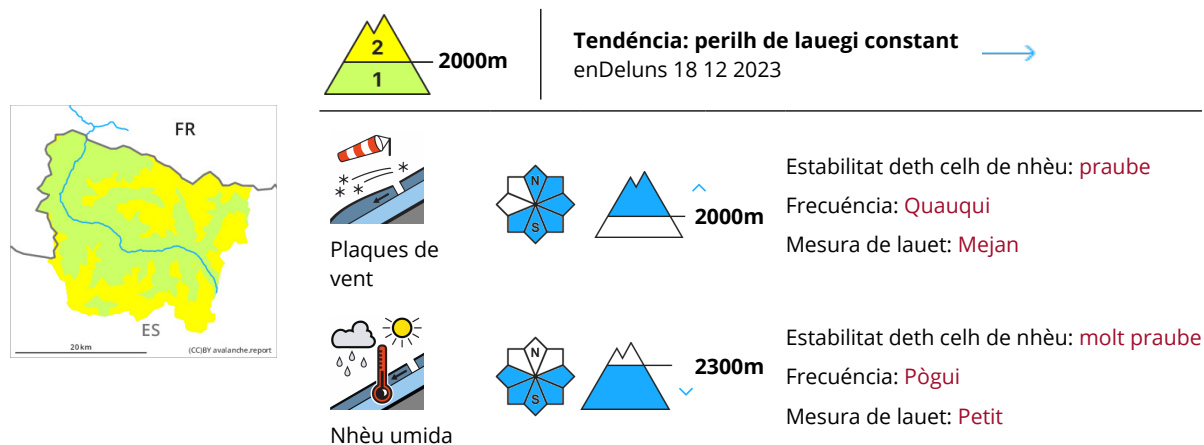 2
1
2000m
Tendéncia: perilh de lauegi constant
enDeluns 18 12 2023
FR
ES
20 km
(CC)BY avalanche.report
Plaques de
vent
N
S
2000m
Estabilitat deth celh de nhèu: praube
Frecuéncia: Quauqui
Mesura de lauet: Mejan
Nhèu umida
N
S
2300m
Estabilitat deth celh de nhèu: molt praube
Frecuéncia: Pògui
Mesura de lauet: Petit